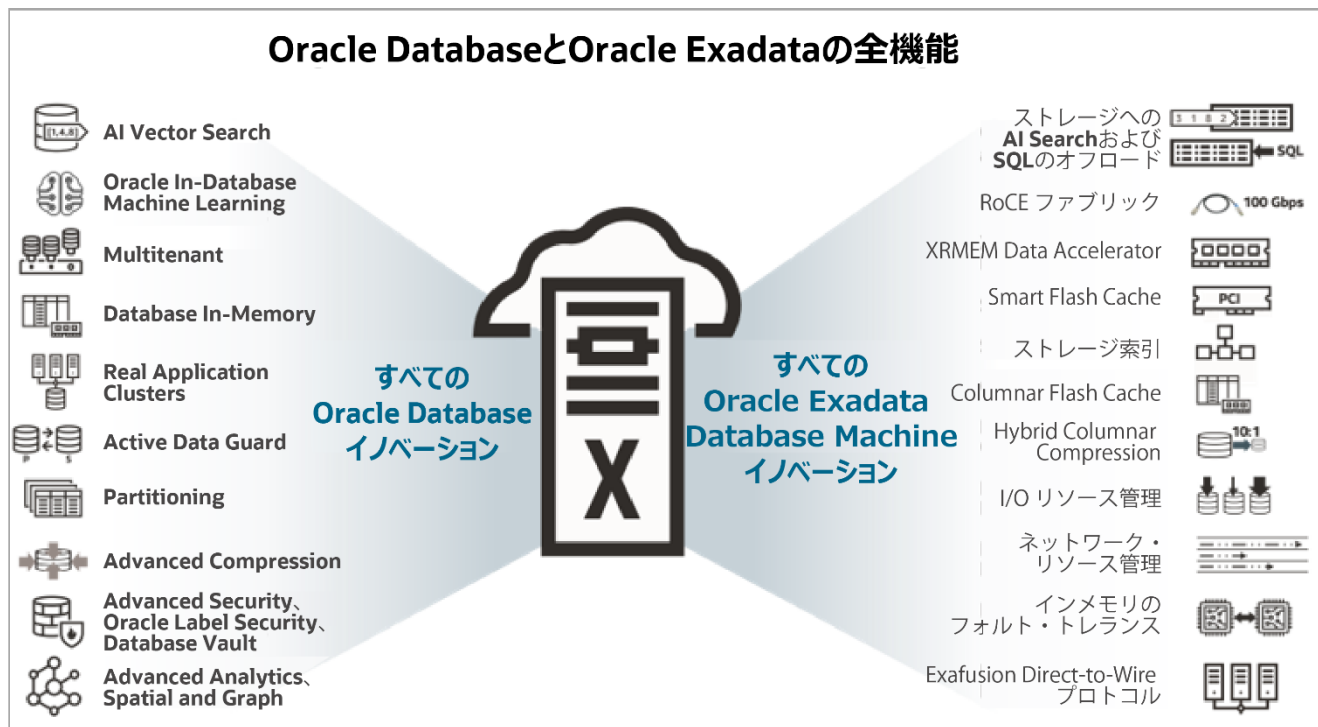 Oracle DatabaseとOracle Exadataの全機能
[1,4,8]
AI Vector Search
Oracle In-Database
Machine Learning
Multitenant
Database In-Memory
Real Application
Clusters
P
S
Active Data Guard
Partitioning
Advanced Compression
Advanced Security、
Oracle Label Security、
Database Vault
Advanced Analytics、
Spatial and Graph
すべての
Oracle Database
イノベーション
X
すべての
Oracle Exadata
Database Machine
イノベーション
ストレージへの
AI Searchおよび
SQLのオフロード
3 1 8 2
SQL
RoCE ファブリック
100 Gbps
XRMEM Data Accelerator
Smart Flash Cache
PCI
ストレージ索引
Columnar Flash Cache
Hybrid Columnar
Compression
10:1
I/O リソース管理
ネットワーク・
リソース管理
インメモリの
フォルト・トレランス
Exafusion Direct-to-Wire
プロトコル